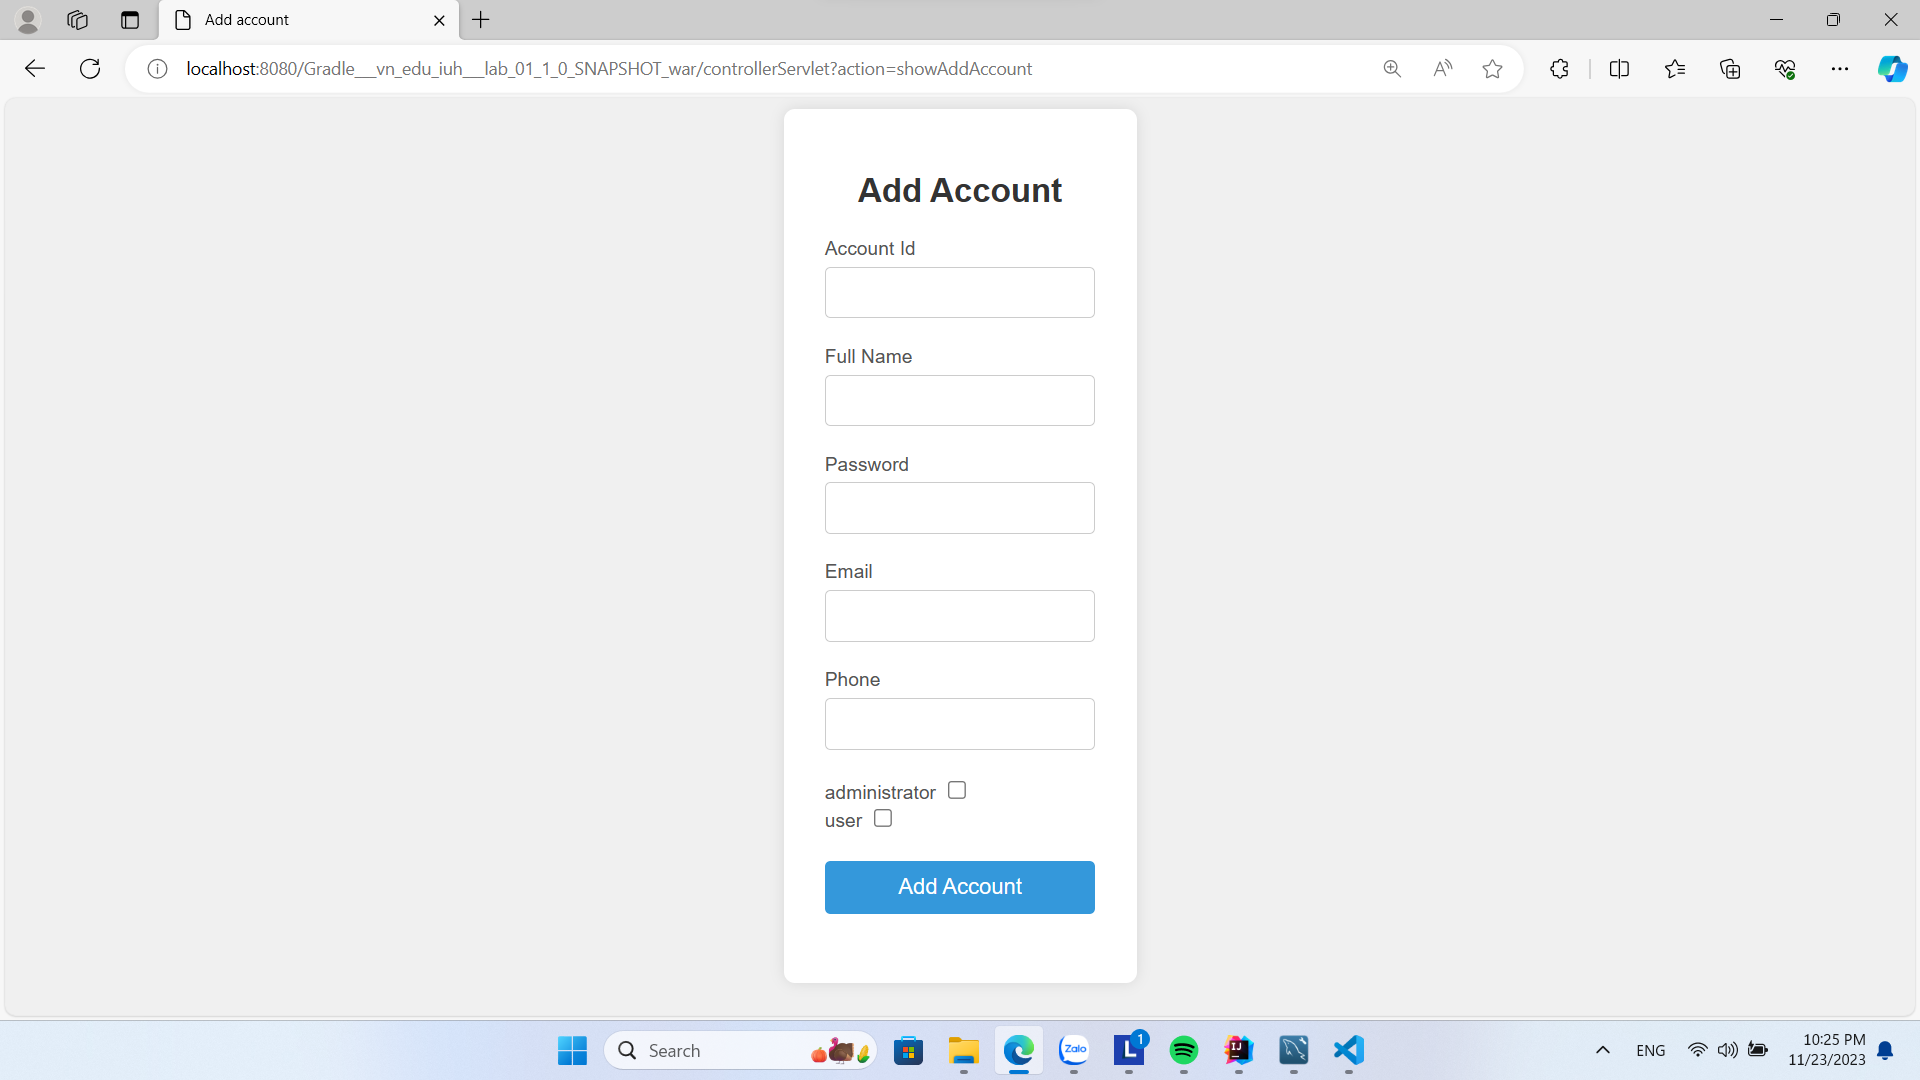 Add account
localhost:8080/Gradle___vn_edu_iuh___lab_01_1_0_SNAPSHOT_war/controllerServlet?action=showAddAccount
Add Account
Account Id
Full Name
Password
Email
Phone
administrator
user
Add Account
Search
Zalo
L
1
IJ
ENG
10:25 PM
11/23/2023